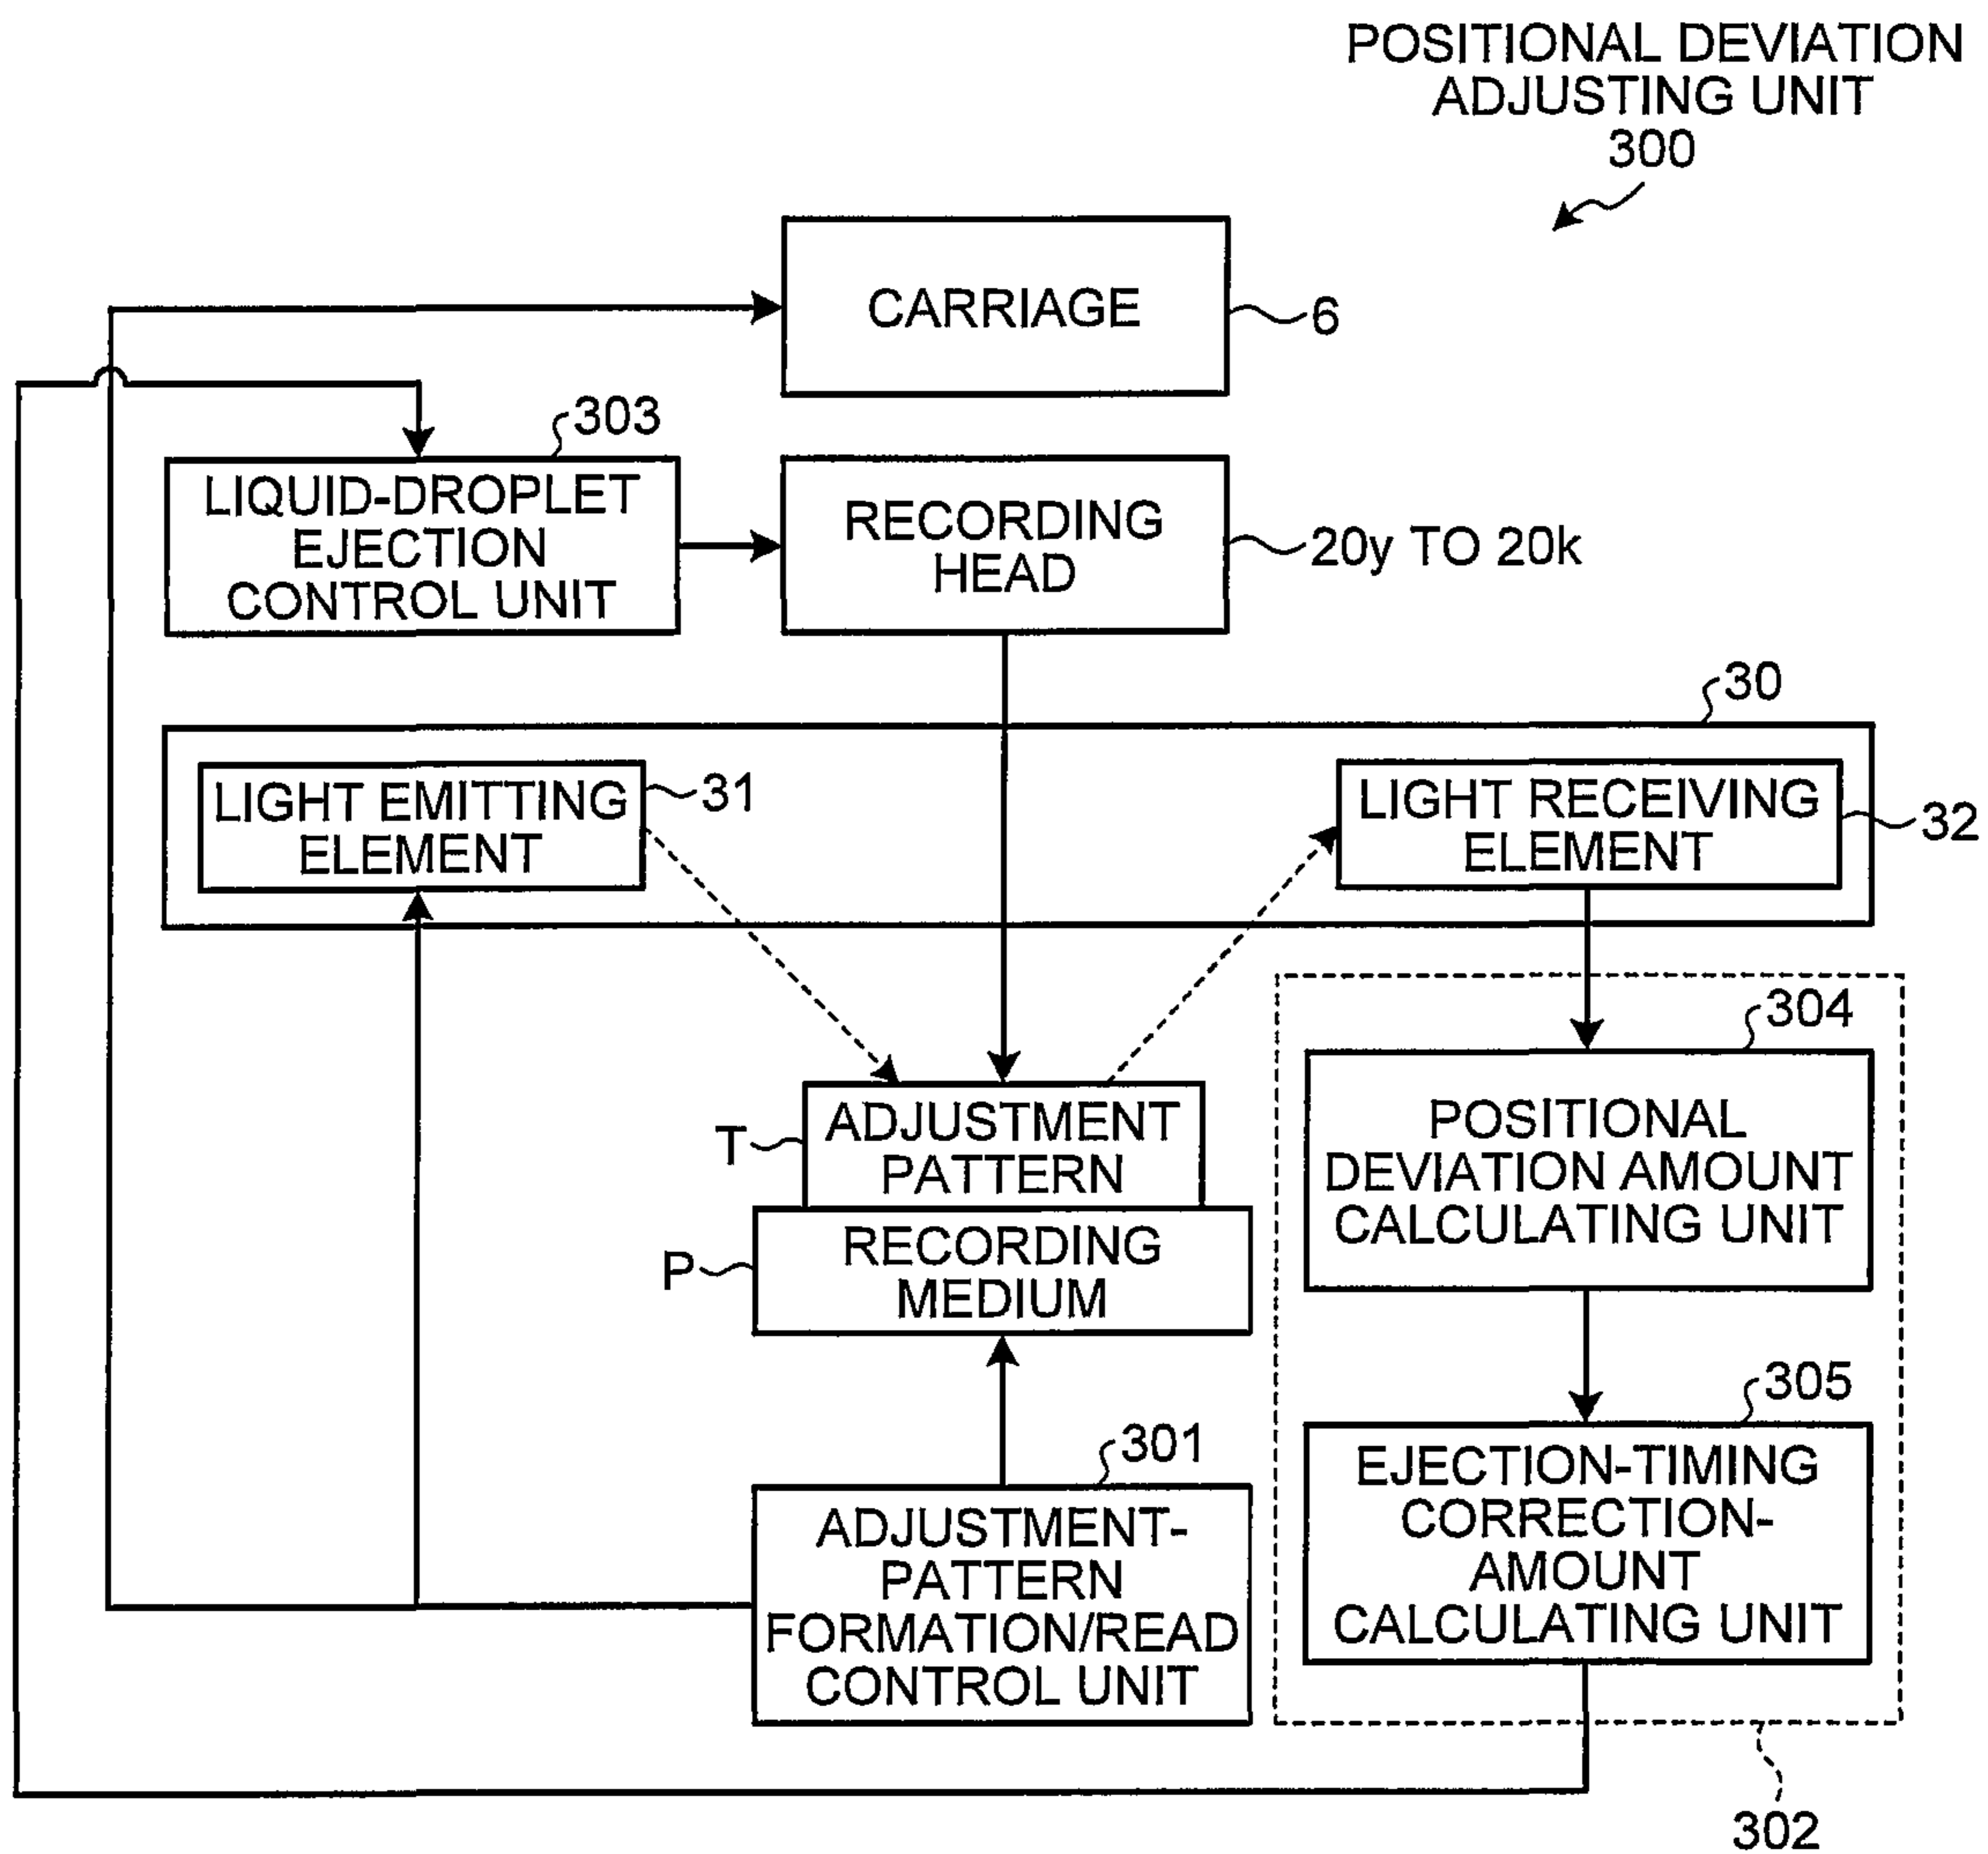 POSITIONAL DEVIATION
ADJUSTING UNIT
300
CARRIAGE
6
303
LIQUID-DROPLET
EJECTION
CONTROL UNIT
RECORDING
HEAD
20y TO 20k
30
LIGHT EMITTING
ELEMENT
31
LIGHT RECEIVING
ELEMENT
32
304
POSITIONAL
DEVIATION AMOUNT
CALCULATING UNIT
T
ADJUSTMENT
PATTERN
P
RECORDING
MEDIUM
305
EJECTION-TIMING
CORRECTION-
AMOUNT
CALCULATING UNIT
301
ADJUSTMENT-
PATTERN
FORMATION/READ
CONTROL UNIT
302